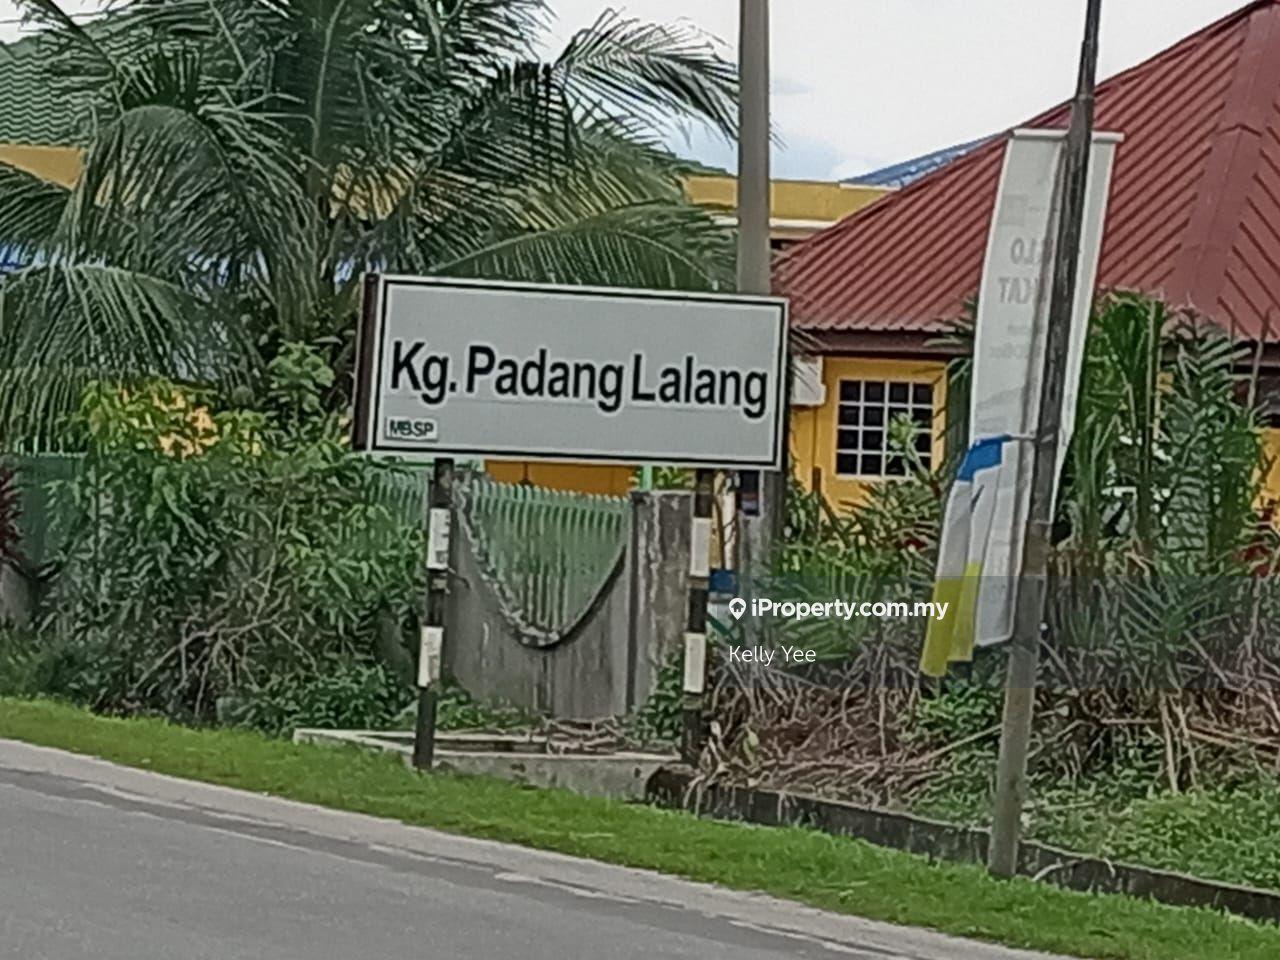 Kg. Padang Lalang
MBSP
iProperty.com.my
Kelly Yee